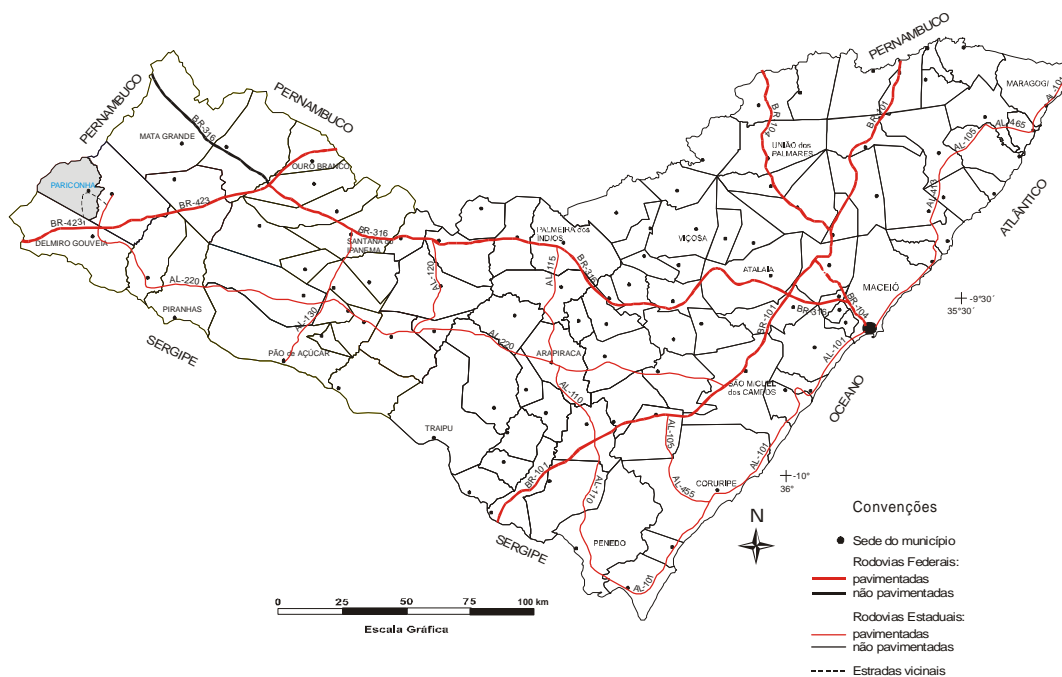 PERNAMBUCO
PERNAMBUCO
PERNAMBUCO
MARAGOGI
AL-101
AL-465
AL-105
BR-101
BR-104
BR-316
MATA GRANDE
OURO BRANCO
UNIÃO dos
PALMARES
PARICONHA
AL-413
ATLÂNTICO
BR-423
BR-423
DELMIRO GOUVEIA
BR-316
SANTANA do
IPANEMA
PALMEIRA dos
ÍNDIOS
VIÇOSA
AL-120
AL-115
BR-316
ATALAIA
AL-220
MACEIÓ
BR-104
BR-316
-9°30´
35°30´
PIRANHAS
AL-130
BR-101
AL-101
SERGIPE
PÃO de AÇÚCAR
AL-220
ARAPIRACA
SÃO MIGUEL
dos CAMPOS
OCEANO
AL-110
TRAIPU
AL-105
AL-101
BR-101
-10°
36°
AL-110
AL-455
CORURIPE
SERGIPE
PENEDO
AL-101
N
Convenções
Sede do município
Rodovias Federais:
pavimentadas
não pavimentadas
Rodovias Estaduais:
pavimentadas
não pavimentadas
Estradas vicinais
0 25 50 75 100 km
Escala Gráfica